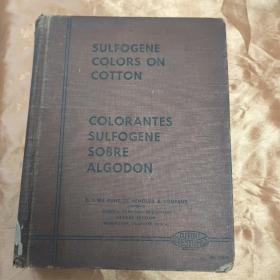 SULFOGENE
COLORS ON
COTTON
COLORANTES
SULFOGENE
SOBRE
ALGODON
E. I. DU PONT DE NEMOURS & COMPANY